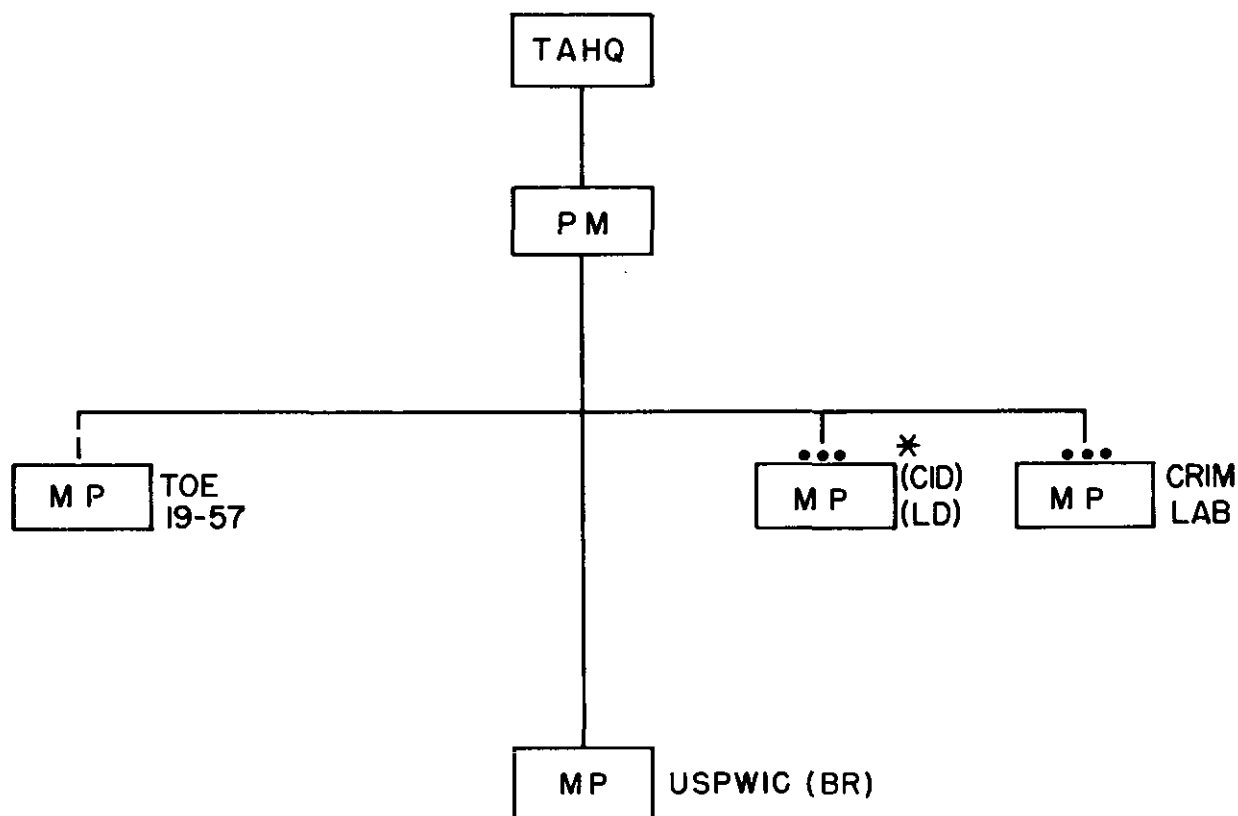 TAHQ
PM
MP TOE
19-57
*
MP (CID)
(LD)
MP CRIM
LAB
MP USPWIC (BR)